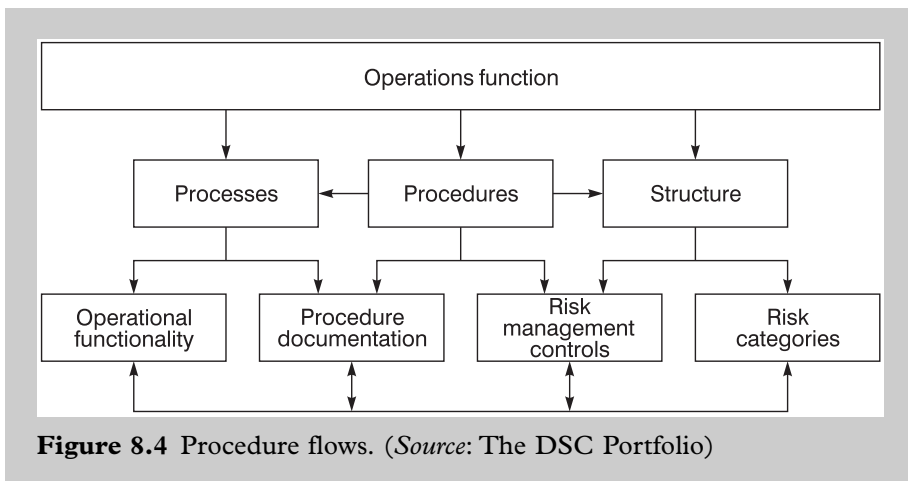 Operations function
Processes
Procedures
Structure
Operational
functionality
Procedure
documentation
Risk
management
controls
Risk
categories
Figure 8.4 Procedure flows. (Source: The DSC Portfolio)